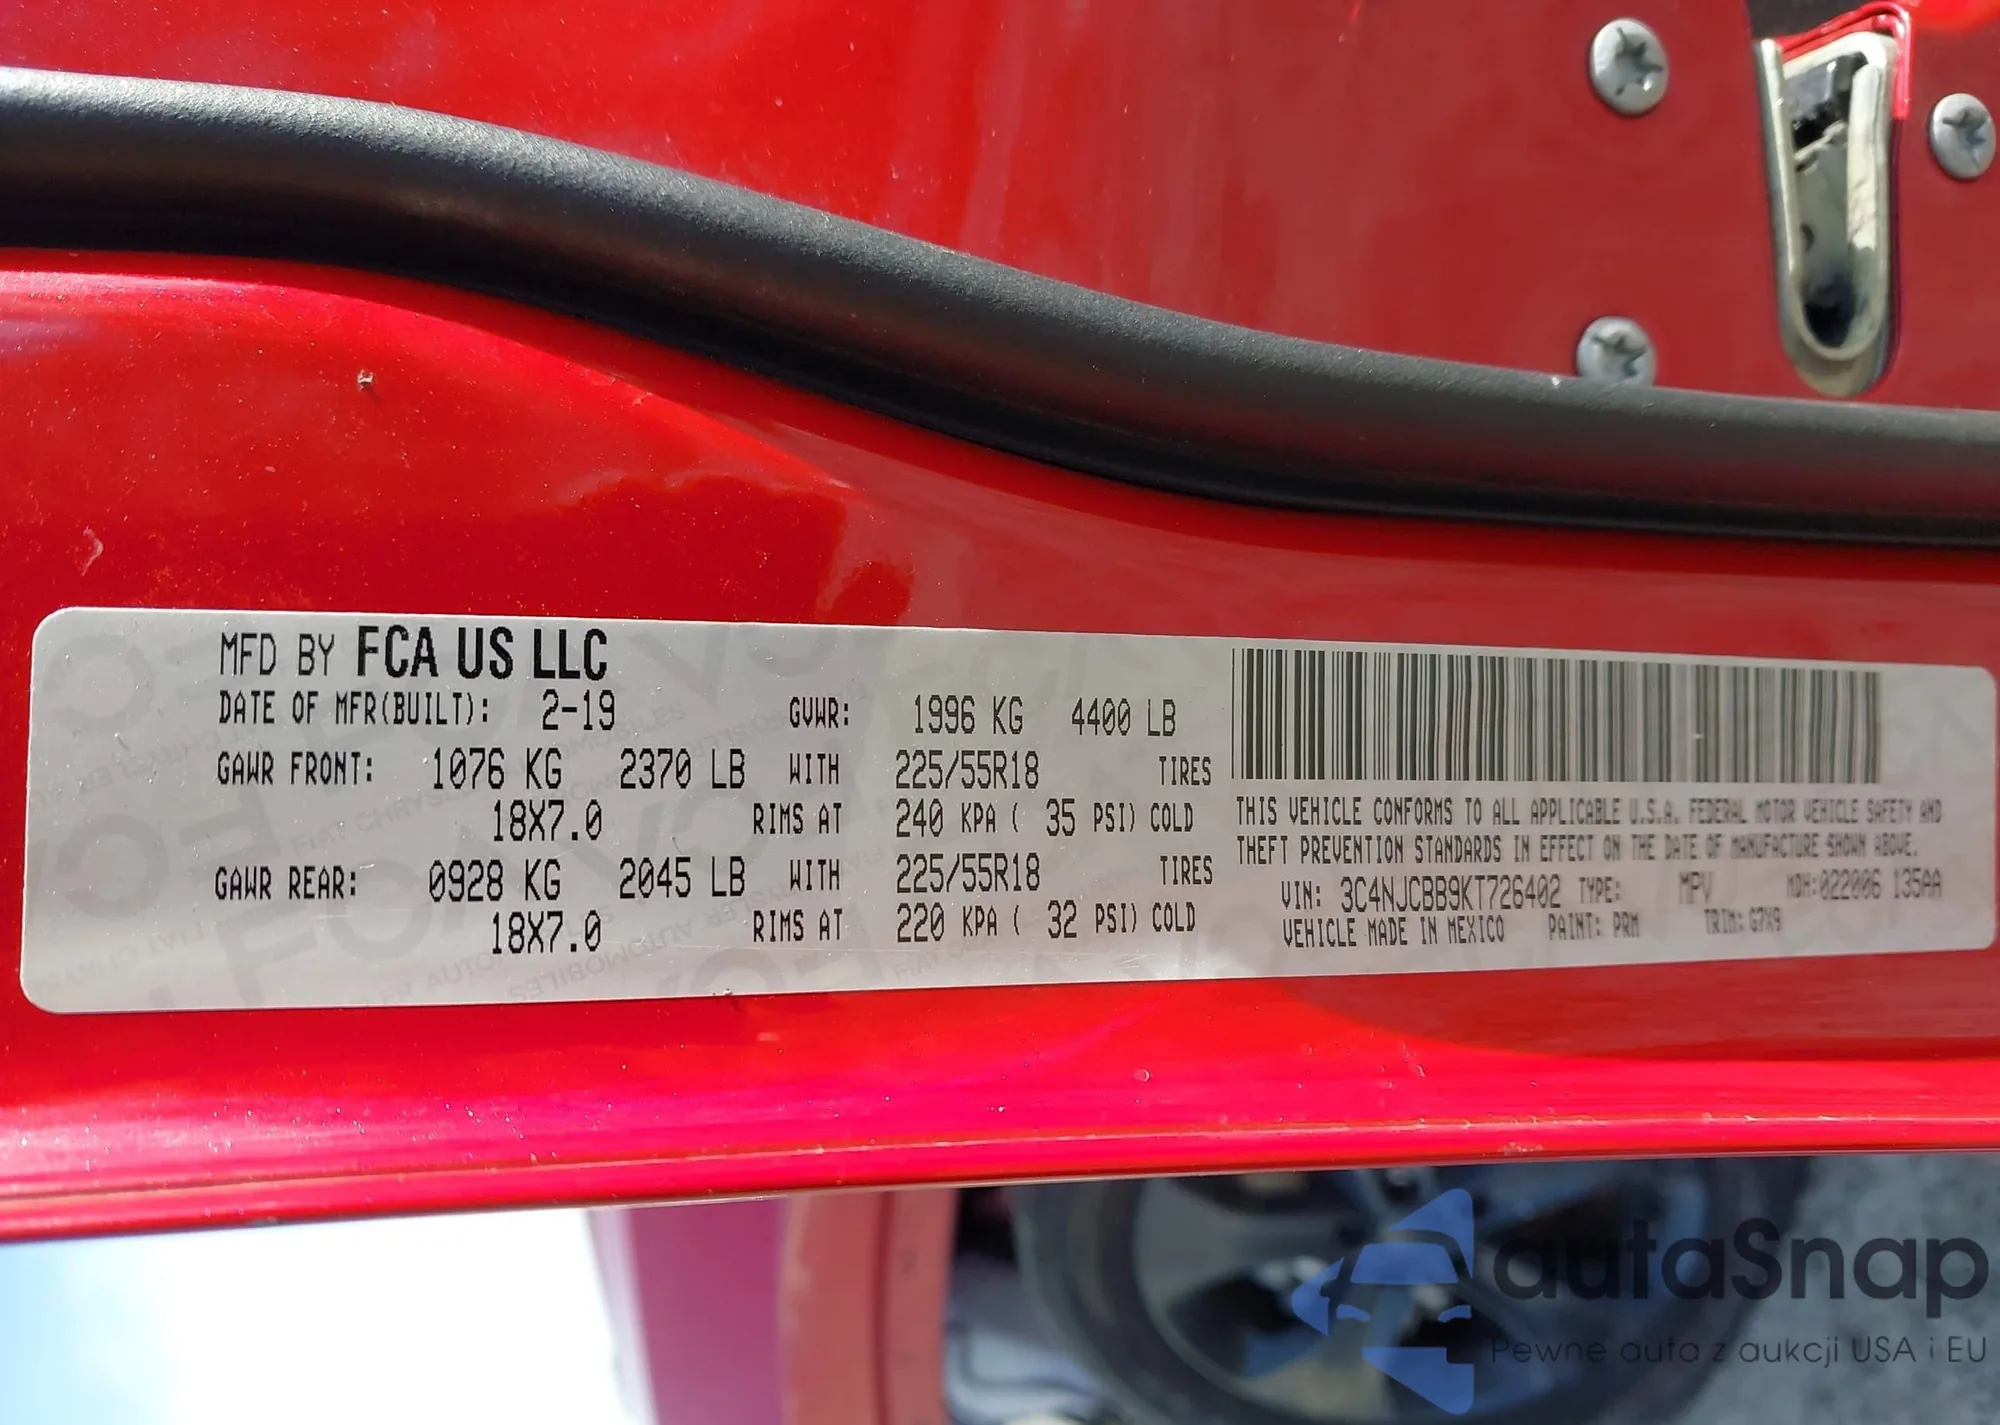 MFD BY FCA US LLC
DATE OF MFR(BUILT): 2-19 GVWR: 1996 KG 4400 LB
GAWR FRONT: 1076 KG 2370 LB WITH 225/55R18 TIRES
18X7.0 RIMS AT 240 KPA ( 35 PSI) COLD
GAWR REAR: 0928 KG 2045 LB WITH 225/55R18 TIRES
18X7.0 RIMS AT 220 KPA ( 32 PSI) COLD
THIS VEHICLE CONFORMS TO ALL APPLICABLE U.S.A. FEDERAL MOTOR VEHICLE SAFETY AND
THEFT PREVENTION STANDARDS IN EFFECT ON THE DATE OF MANUFACTURE SHOWN ABOVE.
VIN: 3C4NJCBB9KT726402 TYPE: MPV MDH:022006 135AA
VEHICLE MADE IN MEXICO PAINT: PRM TRIM: G7X9
autaSnap
Pewne auta z aukcji USA i EU